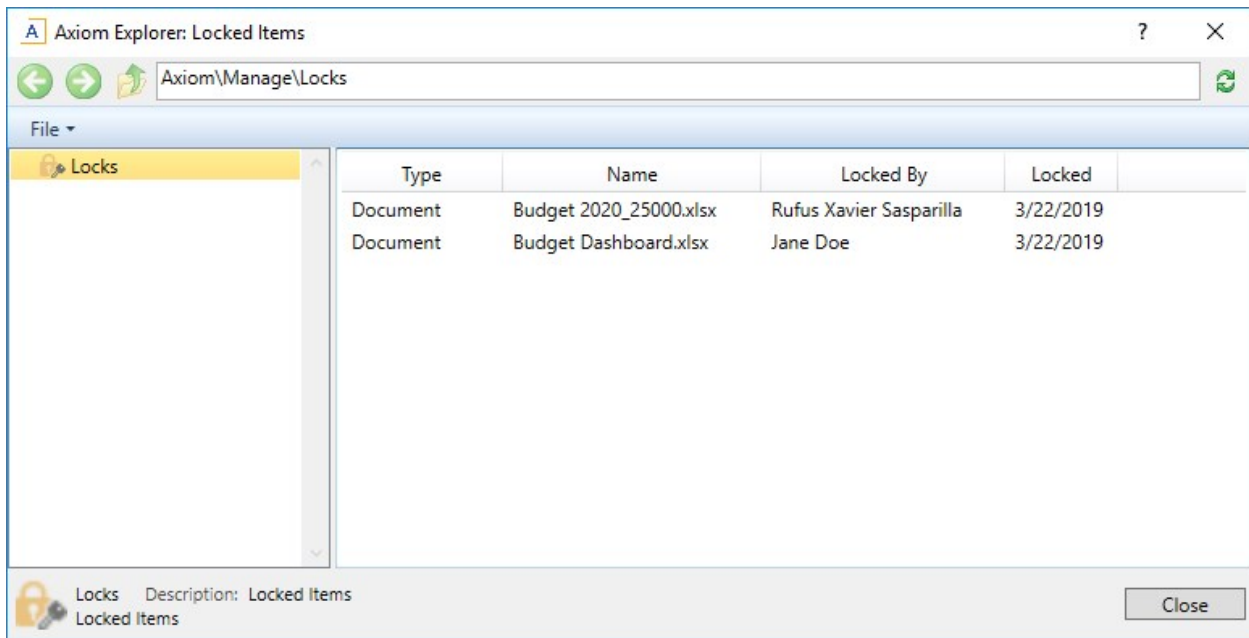 A Axiom Explorer: Locked Items ?
Axiom\Manage\Locks
File
Locks
Type Name Locked By Locked
Document Budget 2020_25000.xlsx Rufus Xavier Sasparilla 3/22/2019
Document Budget Dashboard.xlsx Jane Doe 3/22/2019
Locks Description: Locked Items
Locked Items
Close